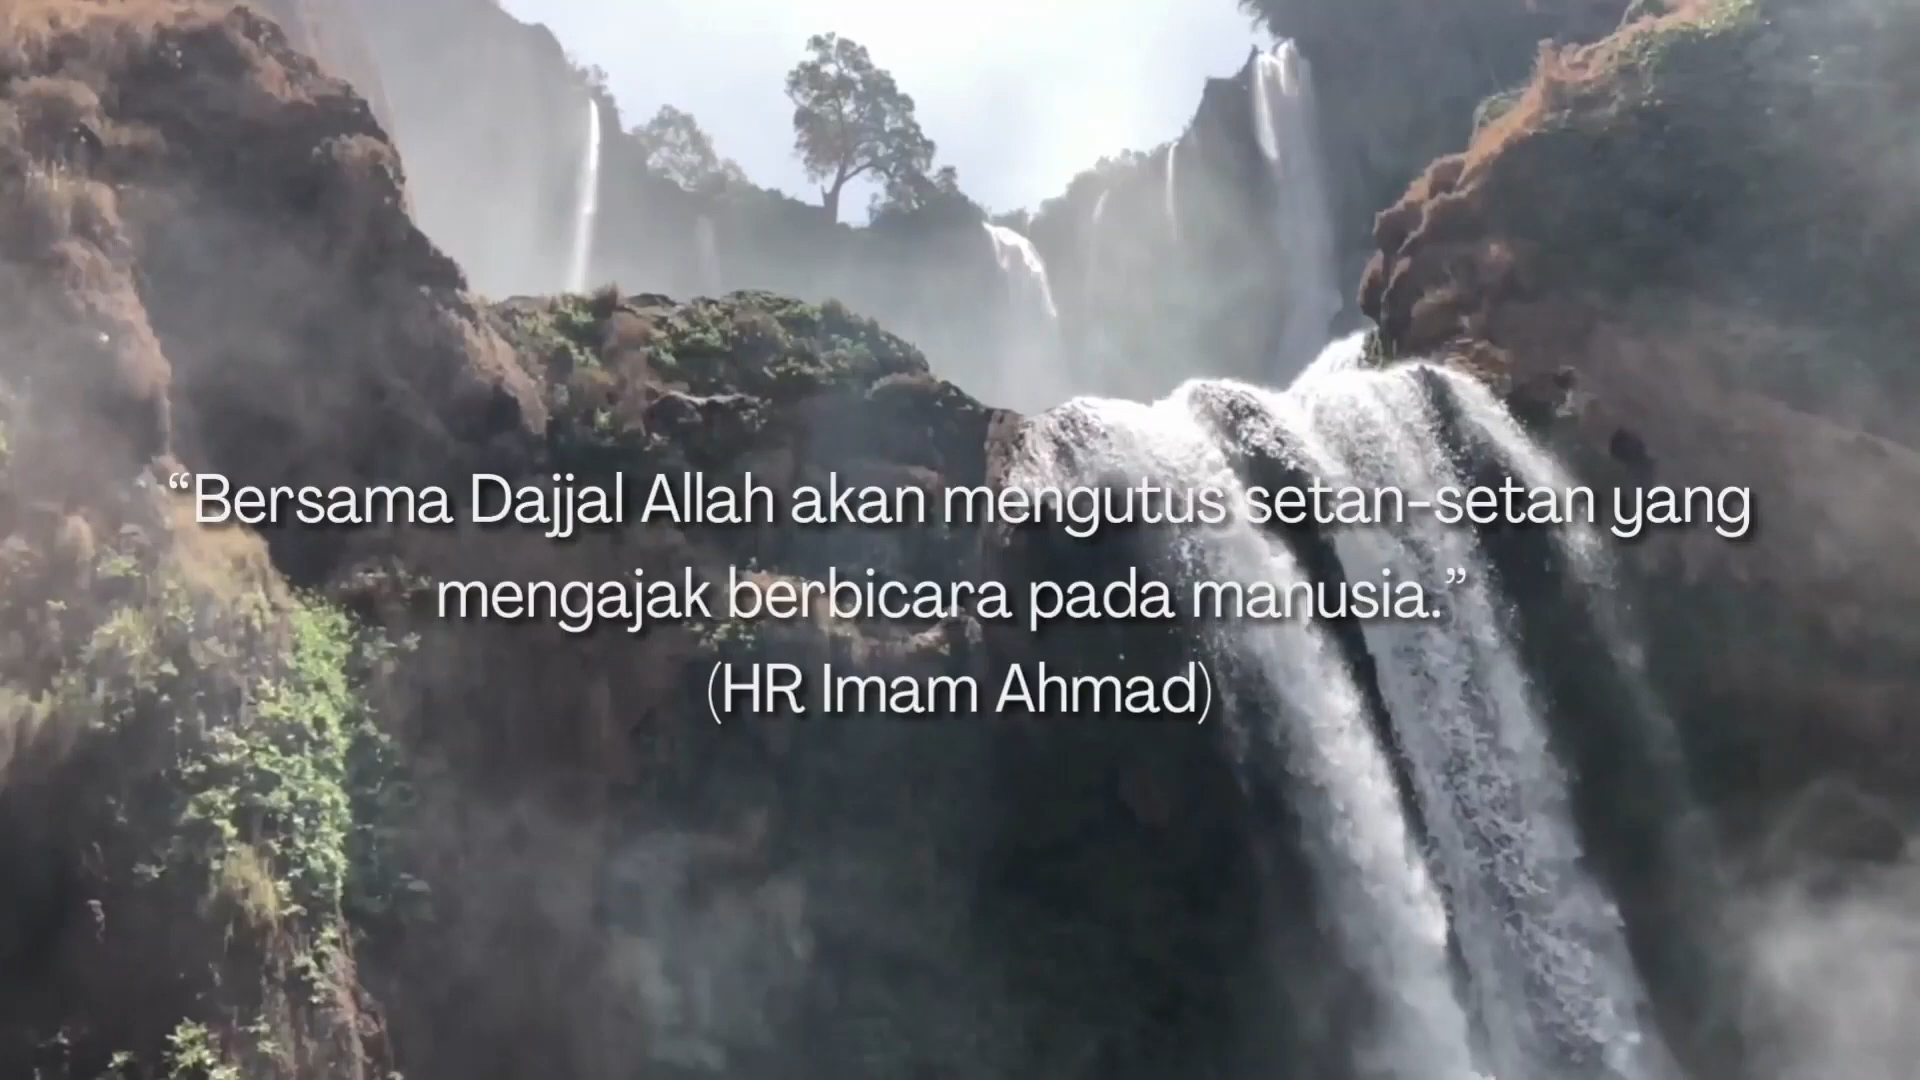 “Bersama Dajjal Allah akan mengutus setan-setan yang
mengajak berbicara pada manusia.”
(HR Imam Ahmad)